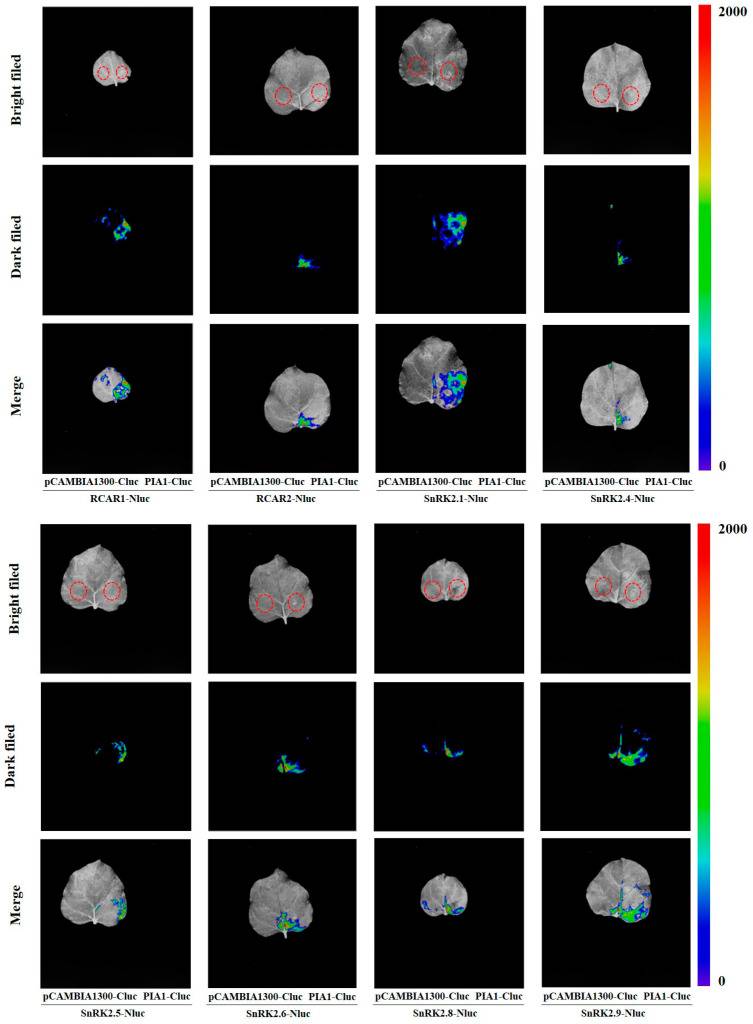 2000
Bright filed
Dark filed
Merge
0
pCAMBIA1300-Cluc PIA1-Cluc
RCAR1-Nluc
pCAMBIA1300-Cluc PIA1-Cluc
RCAR2-Nluc
pCAMBIA1300-Cluc PIA1-Cluc
SnRK2.1-Nluc
pCAMBIA1300-Cluc PIA1-Cluc
SnRK2.4-Nluc
2000
Bright filed
Dark filed
Merge
0
pCAMBIA1300-Cluc PIA1-Cluc
SnRK2.5-Nluc
pCAMBIA1300-Cluc PIA1-Cluc
SnRK2.6-Nluc
pCAMBIA1300-Cluc PIA1-Cluc
SnRK2.8-Nluc
pCAMBIA1300-Cluc PIA1-Cluc
SnRK2.9-Nluc